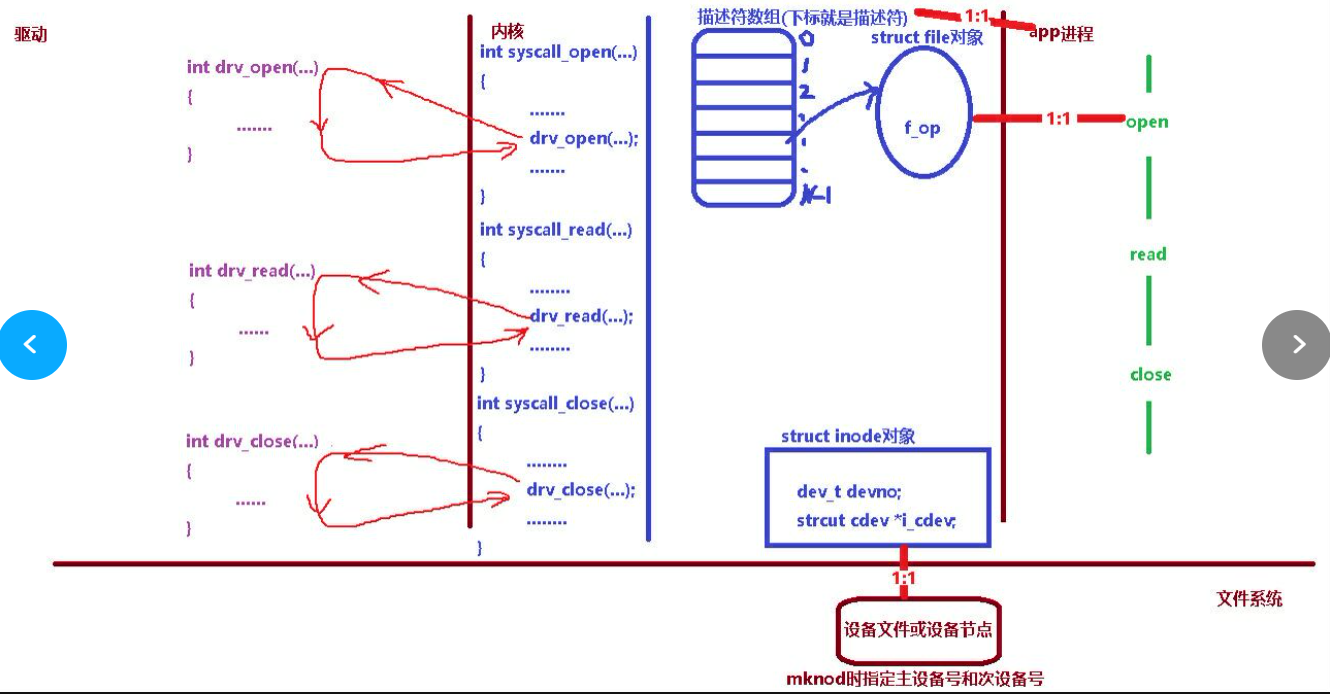 驱动
内核
描述符数组(下标就是描述符)
1:1
app进程
struct file对象
int drv_open(...)
{
.......
}
int syscall_open(...)
{
.......
drv_open(...);
.......
}
0
1
2
N-1
f_op
1:1
open
int syscall_read(...)
{
........
drv_read(...);
........
}
int drv_read(...)
{
......
}
read
close
int syscall_close(...)
{
........
drv_close(...);
........
}
int drv_close(...)
{
......
}
struct inode对象
dev_t devno;
strcut cdev *i_cdev;
1:1
文件系统
设备文件或设备节点
mknod时指定主设备号和次设备号